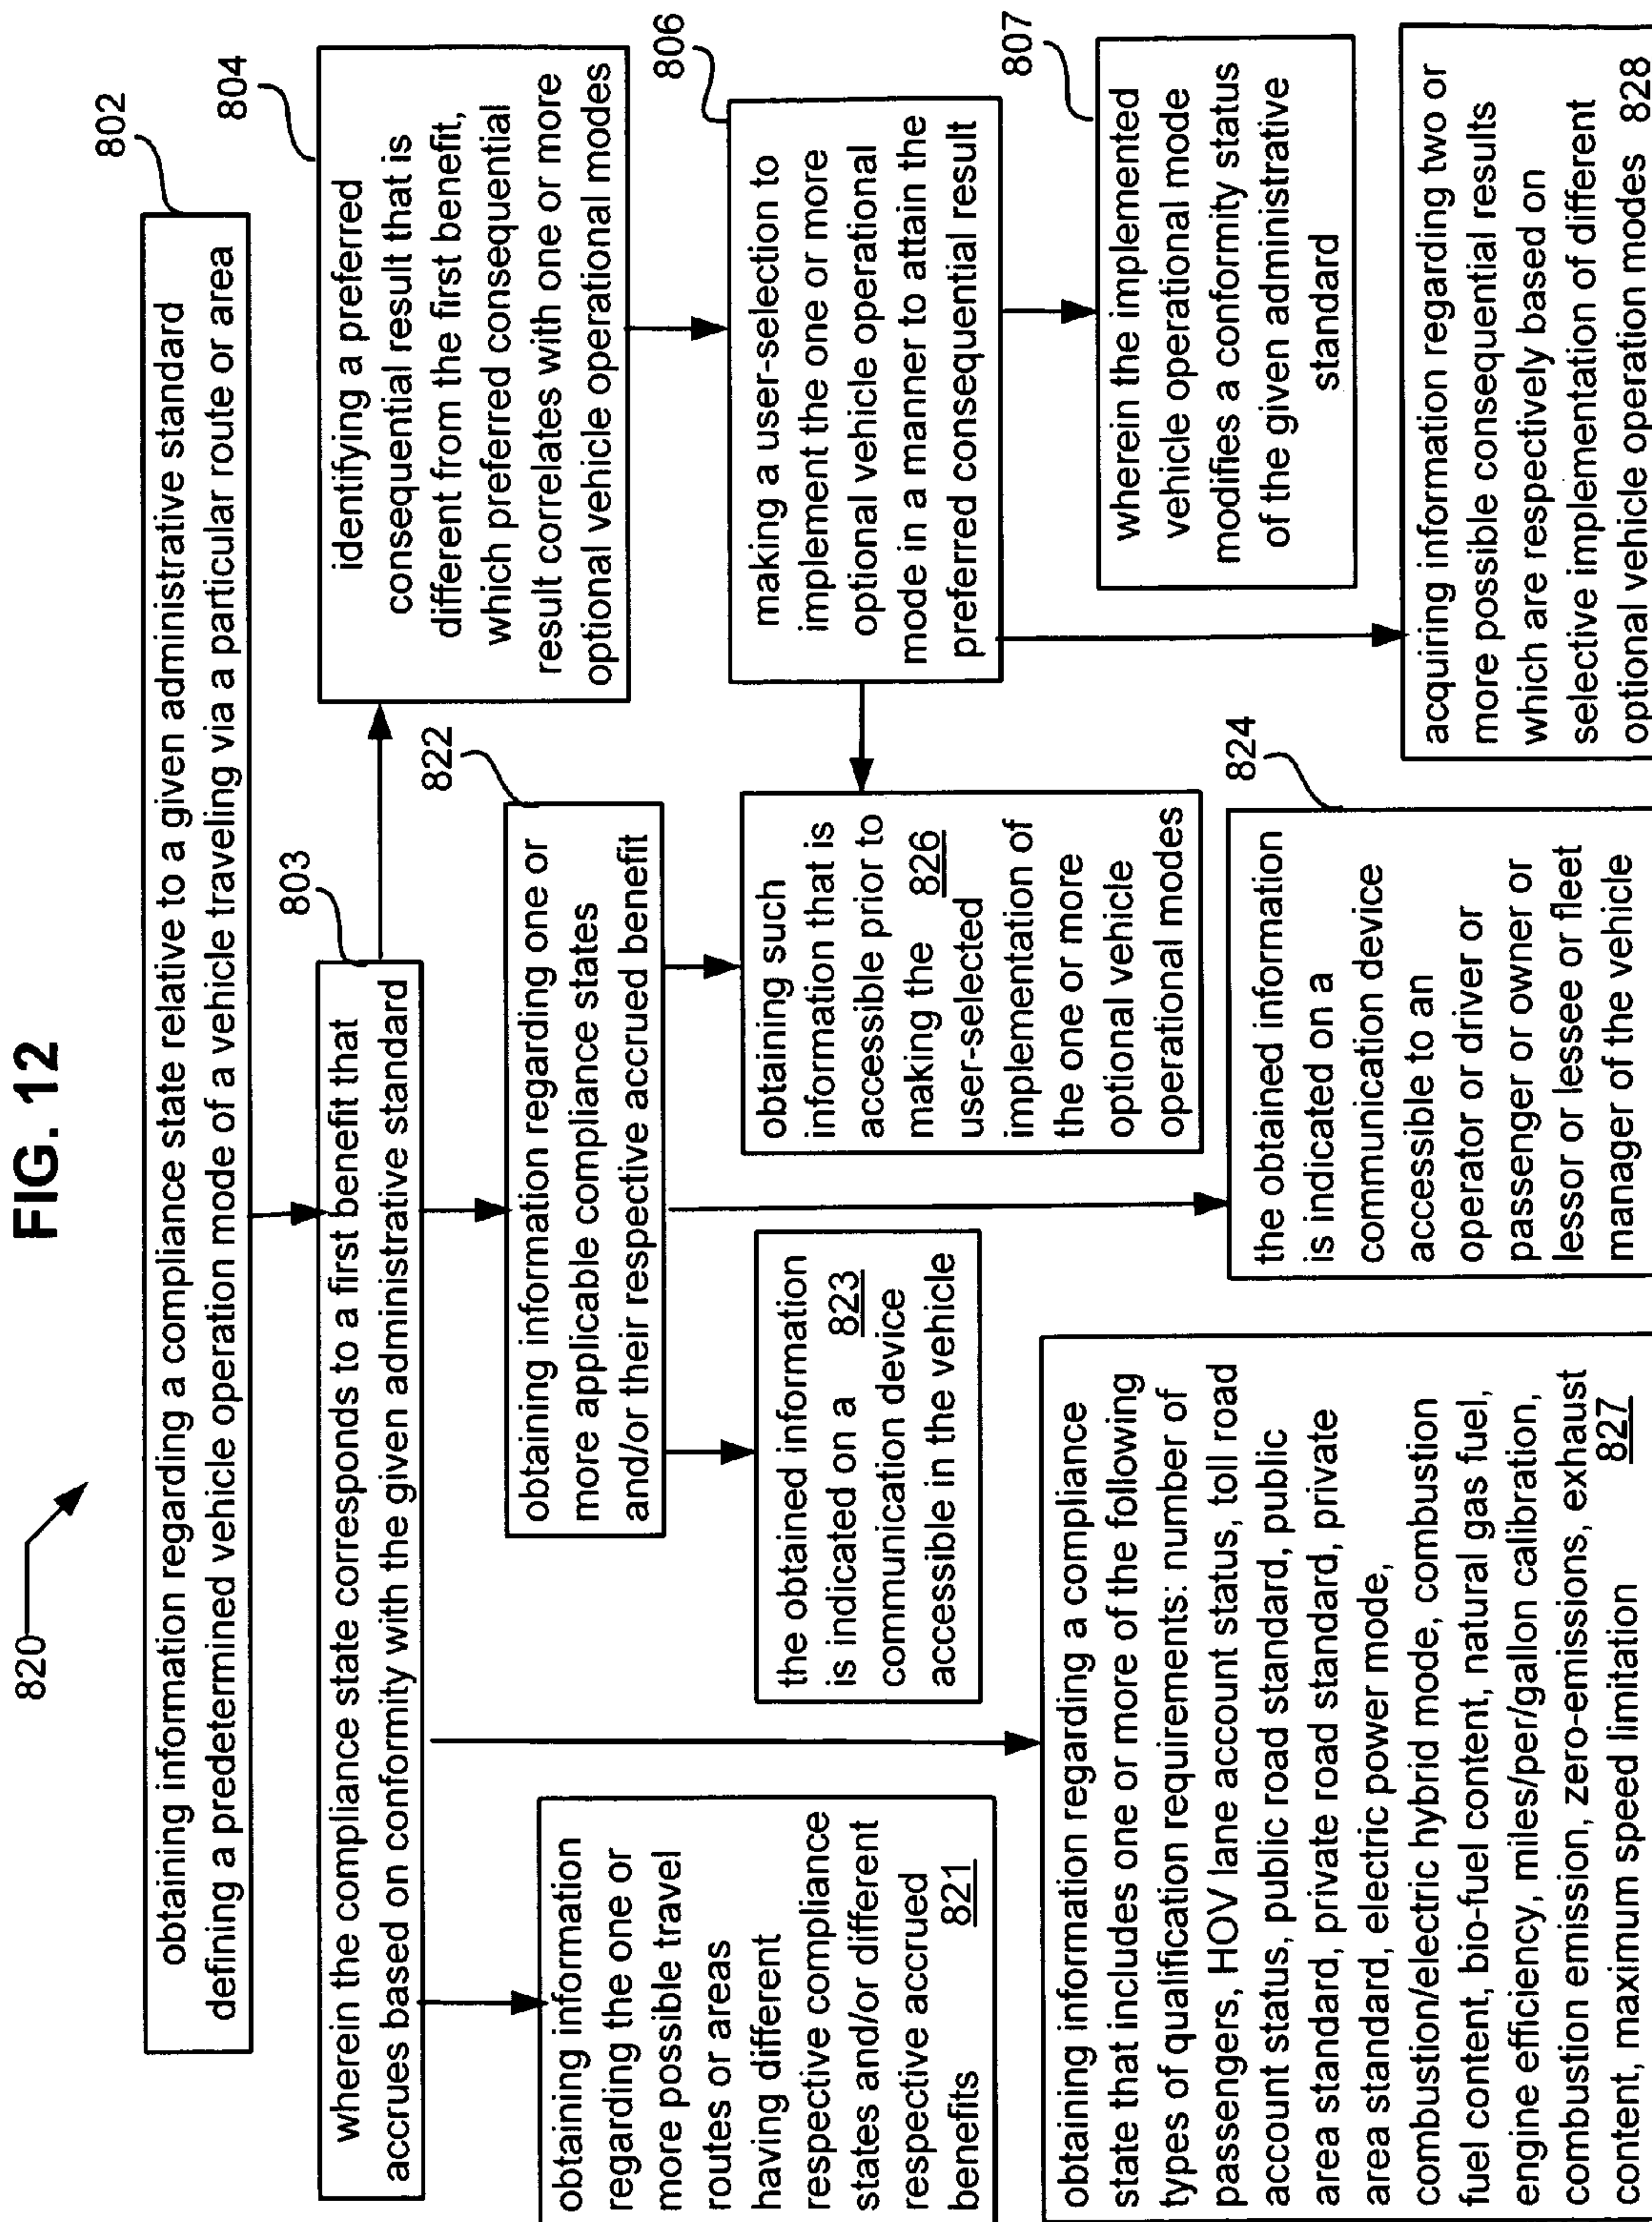 FIG. 12
820
802
obtaining information regarding a compliance state relative to a given administrative standard
defining a predetermined vehicle operation mode of a vehicle traveling via a particular route or area
803
wherein the compliance state corresponds to a first benefit that
accrues based on conformity with the given administrative standard
804
identifying a preferred
consequential result that is
different from the first benefit,
which preferred consequential
result correlates with one or more
optional vehicle operational modes
822
obtaining information regarding one or
more applicable compliance states
and/or their respective accrued benefit
806
making a user-selection to
implement the one or more
optional vehicle operational
mode in a manner to attain the
preferred consequential result
obtaining information
regarding the one or
more possible travel
routes or areas
having different
respective compliance
states and/or different
respective accrued
benefits 821
the obtained information
is indicated on a 823
communication device
accessible in the vehicle
obtaining such
information that is
accessible prior to
making the 826
user-selected
implementation of
the one or more
optional vehicle
operational modes
807
wherein the implemented
vehicle operational mode
modifies a conformity status
of the given administrative
standard
obtaining information regarding a compliance
state that includes one or more of the following
types of qualification requirements: number of
passengers, HOV lane account status, toll road
account status, public road standard, public
area standard, private road standard, private
area standard, electric power mode,
combustion/electric hybrid mode, combustion
fuel content, bio-fuel content, natural gas fuel,
engine efficiency, miles/per/gallon calibration,
combustion emission, zero-emissions, exhaust
content, maximum speed limitation 827
824
the obtained information
is indicated on a
communication device
accessible to an
operator or driver or
passenger or owner or
lessor or lessee or fleet
manager of the vehicle
acquiring information regarding two or
more possible consequential results
which are respectively based on
selective implementation of different
optional vehicle operation modes 828